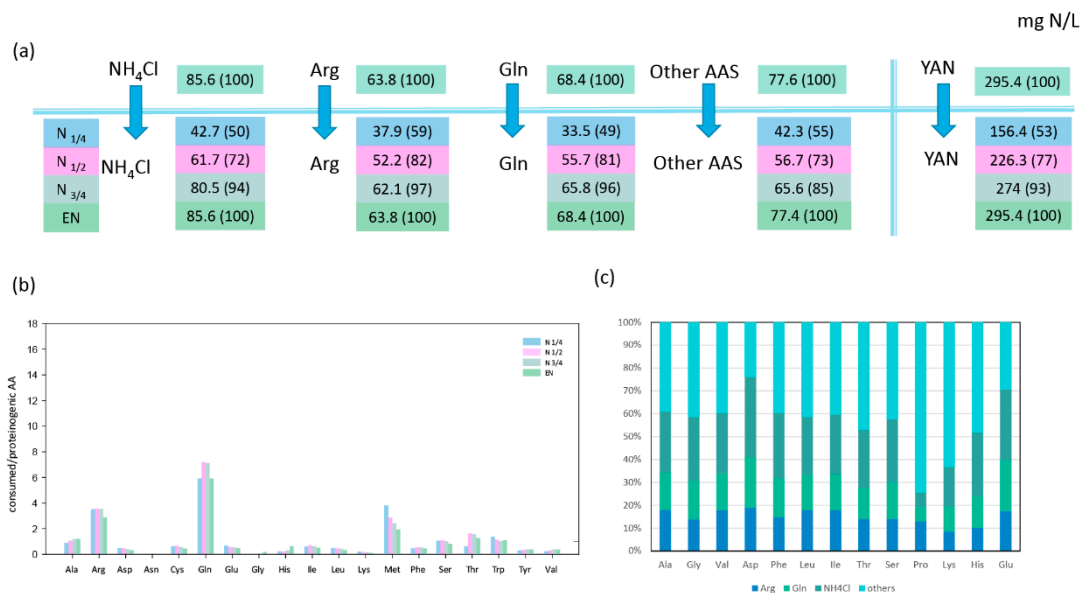 mg N/L
(a)
NH4Cl 85.6 (100) Arg 63.8 (100) Gln 68.4 (100) Other AAS 77.6 (100) YAN 295.4 (100)
N 1/4 42.7 (50) 37.9 (59) 33.5 (49) 42.3 (55) 156.4 (53)
N 1/2 NH4Cl 61.7 (72) Arg 52.2 (82) Gln 55.7 (81) Other AAS 56.7 (73) YAN 226.3 (77)
N 3/4 80.5 (94) 62.1 (97) 65.8 (96) 65.6 (85) 274 (93)
EN 85.6 (100) 63.8 (100) 68.4 (100) 77.4 (100) 295.4 (100)
(b)
consumed/proteinogenic AA
18
16
14
12
10
8
6
4
2
0
N 1/4
N 1/2
N 3/4
EN
Ala Arg Asp Asn Cys Gln Glu Gly His Ile Leu Lys Met Phe Ser Thr Trp Tyr Val
(c)
100%
90%
80%
70%
60%
50%
40%
30%
20%
10%
0%
Ala Gly Val Asp Phe Leu Ile Thr Ser Pro Lys His Glu
Arg Gln NH4Cl others